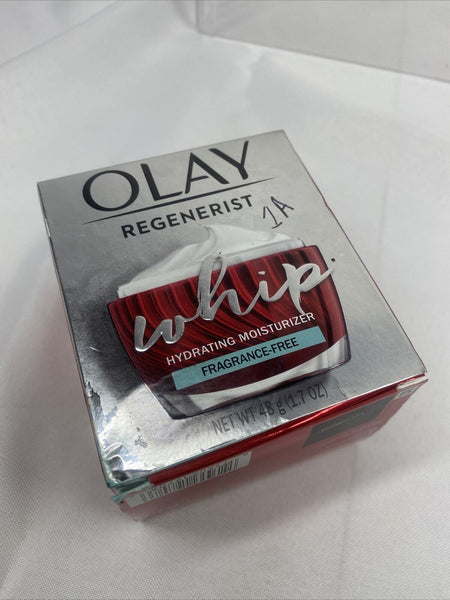 OLAY
REGENERIST
1A
whip
HYDRATING MOISTURIZER
FRAGRANCE-FREE
NET WT 48 g (1.7 OZ)